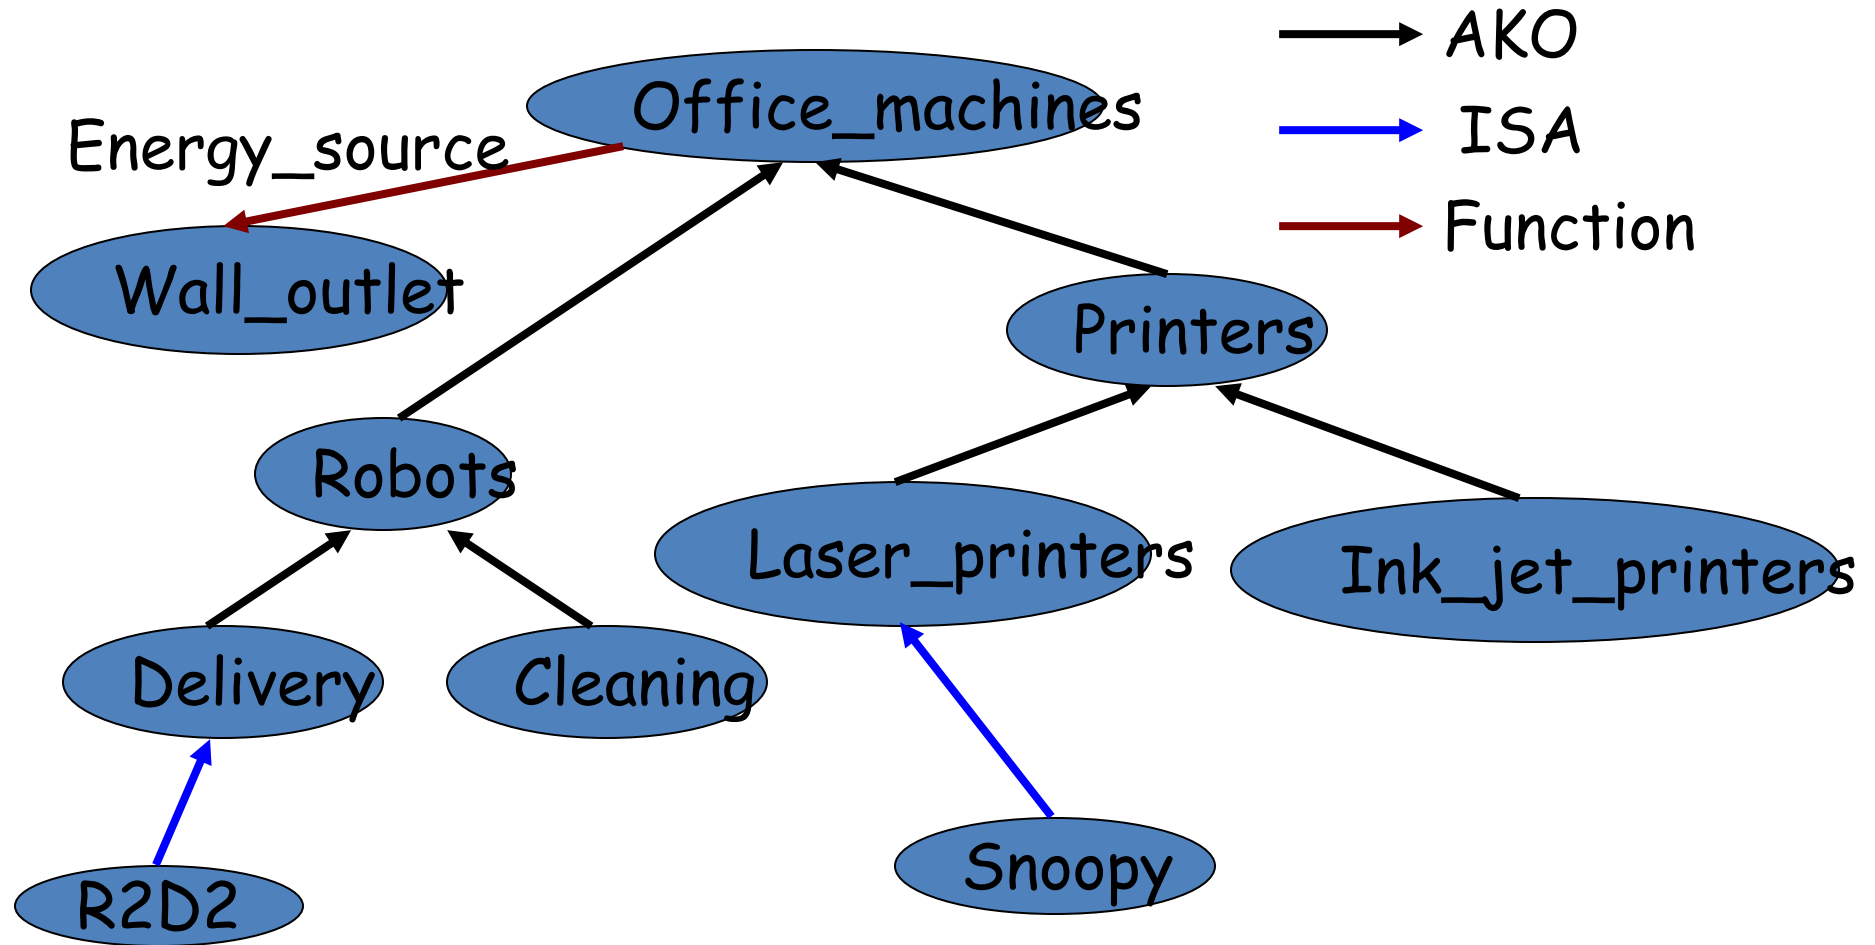 AKO
Office_machines
ISA
Energy_source
Function
Wall_outlet
Printers
Robots
Laser_printers
Ink_jet_printers
Delivery
Cleaning
Snoopy
R2D2